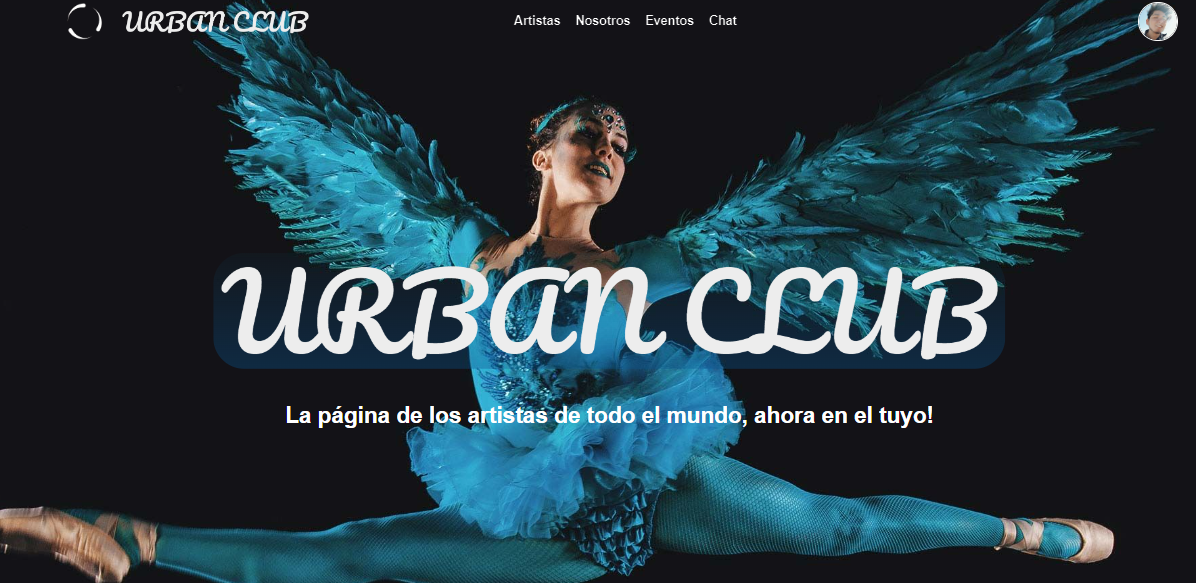 URBAN CLUB
Artistas Nosotros Eventos Chat
URBAN CLUB
La página de los artistas de todo el mundo, ahora en el tuyo!